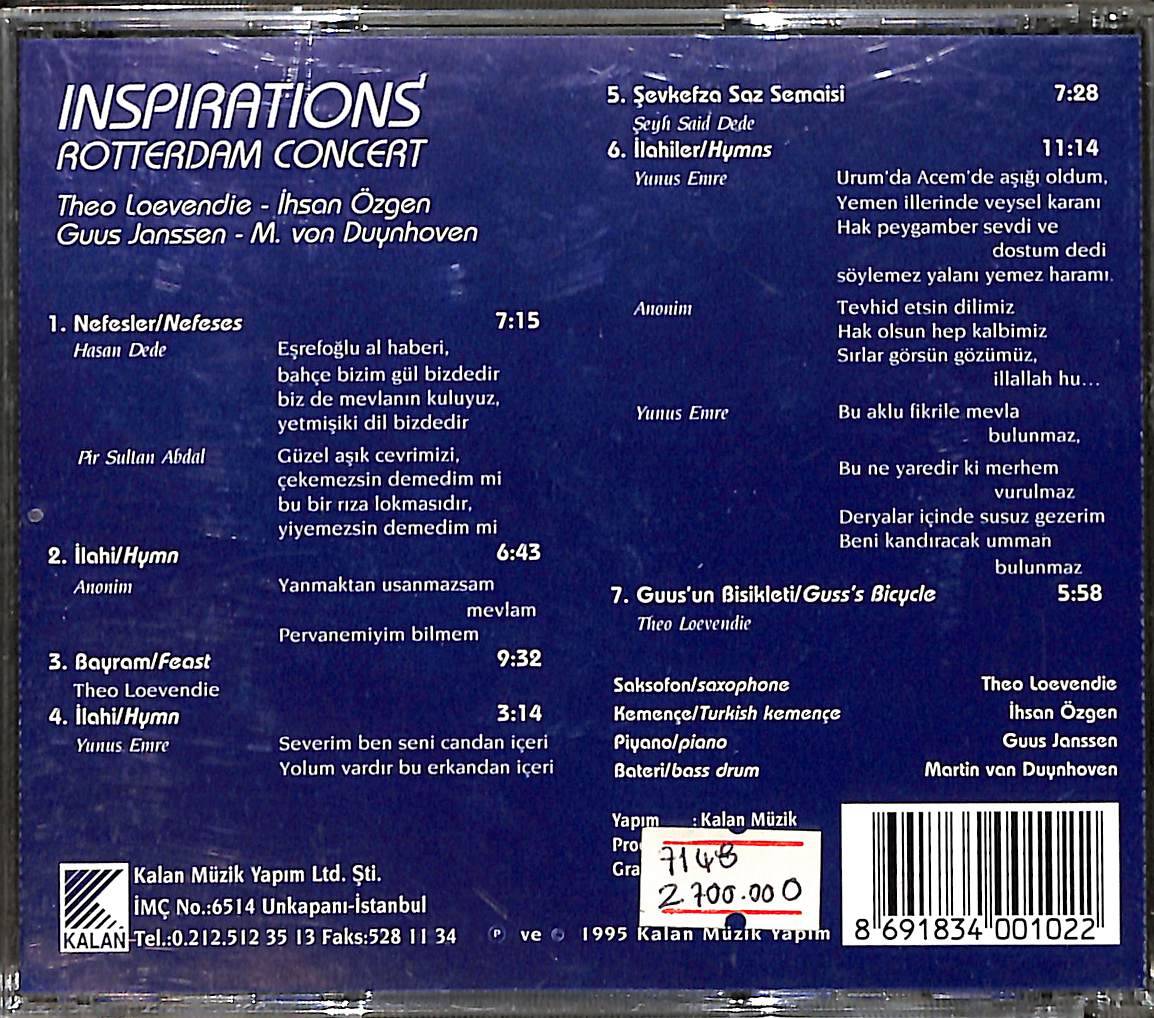 INSPIRATIONS
ROTTERDAM CONCERT
Theo Loevendie - İhsan Özgen
Guus Janssen - M. von Duynhoven
1. Nefesler/Nefeses 7:15
Hasan Dede
Eşrefoğlu al haberi,
bahçe bizim gül bizdedir
biz de mevlanın kuluyuz,
yetmişiki dil bizdedir
Pir Sultan Abdal
Güzel aşık cevrimizi,
çekemezsin demedim mi
bu bir rıza lokmasıdır,
yiyemezsin demedim mi
2. İlahi/Hymn 6:43
Anonim
Yanmaktan usanmazsam
mevlam
Pervanemiyim bilmem
3. Bayram/Feast 9:32
Theo Loevendie
4. İlahi/Hymn 3:14
Yunus Emre
Severim ben seni candan içeri
Yolum vardır bu erkandan içeri
5. Şevkefza Saz Semaisi 7:28
Şeyh Said Dede
6. İlahiler/Hymns 11:14
Yunus Emre
Urum'da Acem'de aşığı oldum,
Yemen illerinde veysel karanı
Hak peygamber sevdi ve
dostum dedi
söylemez yalanı yemez haramı.
Anonim
Tevhid etsin dilimiz
Hak olsun hep kalbimiz
Sırlar görsün gözümüz,
illallah hu...
Yunus Emre
Bu aklu fikrile mevla
bulunmaz,
Bu ne yaredir ki merhem
vurulmaz
Deryalar içinde susuz gezerim
Beni kandıracak umman
bulunmaz
7. Guus'un Bisikleti/Guss's Bicycle 5:58
Theo Loevendie
Saksofon/saxophone Theo Loevendie
Kemençe/Turkish kemençe İhsan Özgen
Piyano/piano Guus Janssen
Bateri/bass drum Martin van Duynhoven
Yapım : Kalan Müzik
7148
2.700.000
KALAN
Kalan Müzik Yapım Ltd. Şti.
İMÇ No.:6514 Unkapanı-İstanbul
Tel.:0.212.512 35 13 Faks:528 11 34
℗ ve © 1995 Kalan Müzik Yapım
8 691834 001022